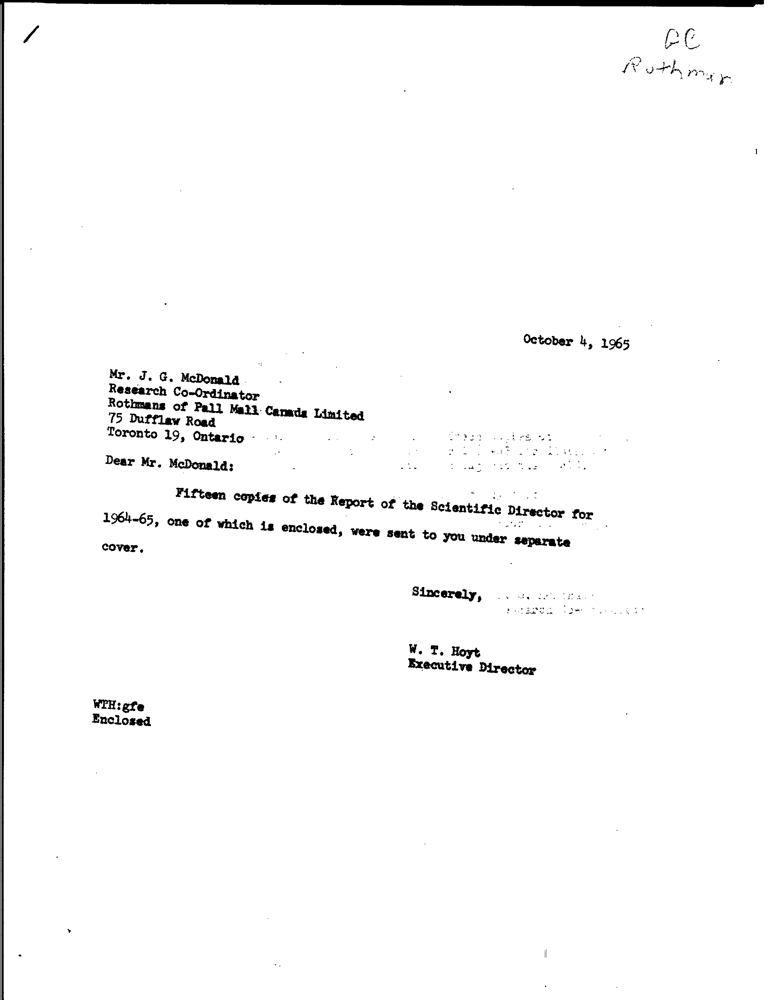 October 4, 1965
Mr. J. G. McDonald
Research Co-Ordinator
Rothmans of Pall Mall Canada Limited
75 Dufflaw Road
Toronto 19, Ontario
Dear Mr. McDonald:
Fifteen copies of the Report of the Scientific Director for
1964-65, one of which is enclosed, were sent to you under separate
cover.
Sincerely,
W. T. Hoyt
Executive Director
WTH:gfe
Enclosed